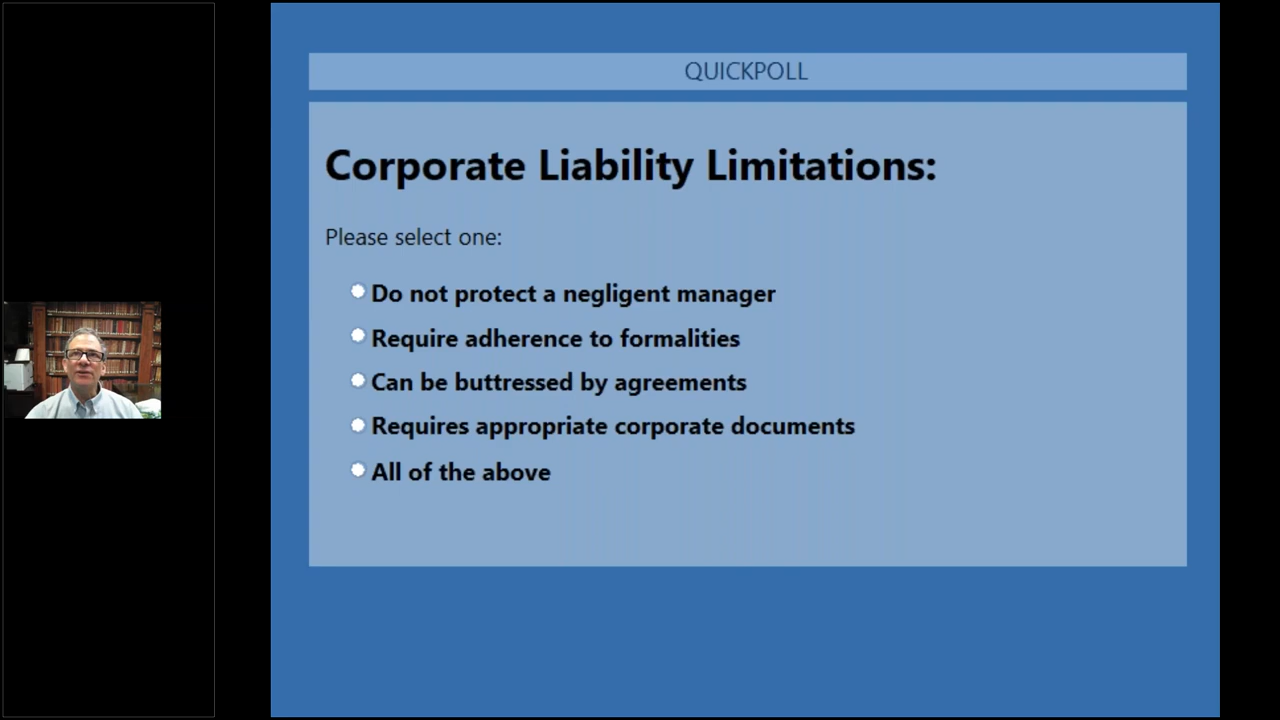 QUICKPOLL
Corporate Liability Limitations:
Please select one:
Do not protect a negligent manager
Require adherence to formalities
Can be buttressed by agreements
Requires appropriate corporate documents
All of the above